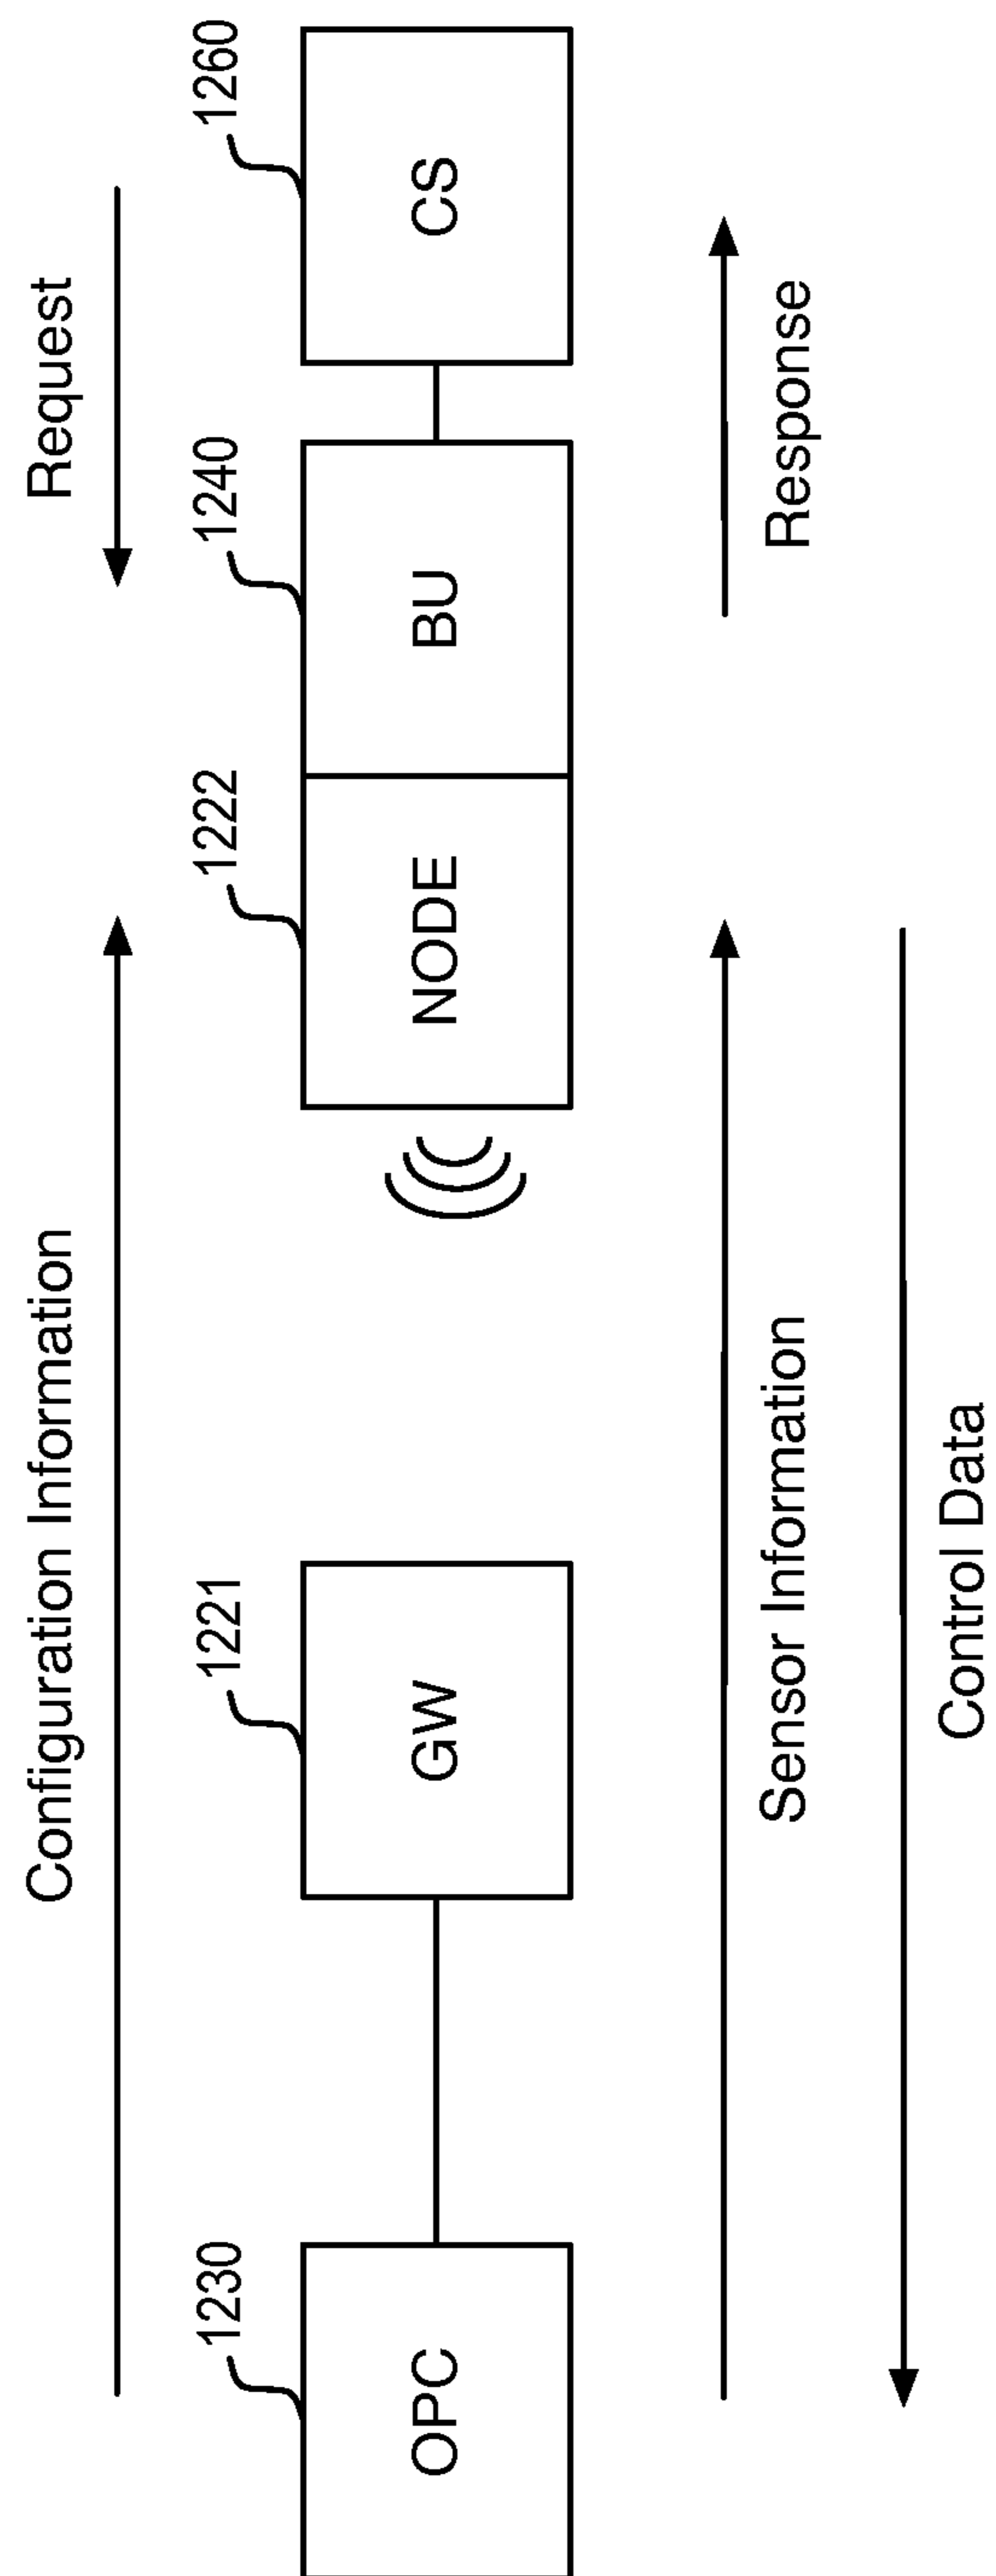 Configuration Information
Request
1230
1221
1222
1240
1260
OPC
GW
NODE
BU
CS
Sensor Information
Response
Control Data